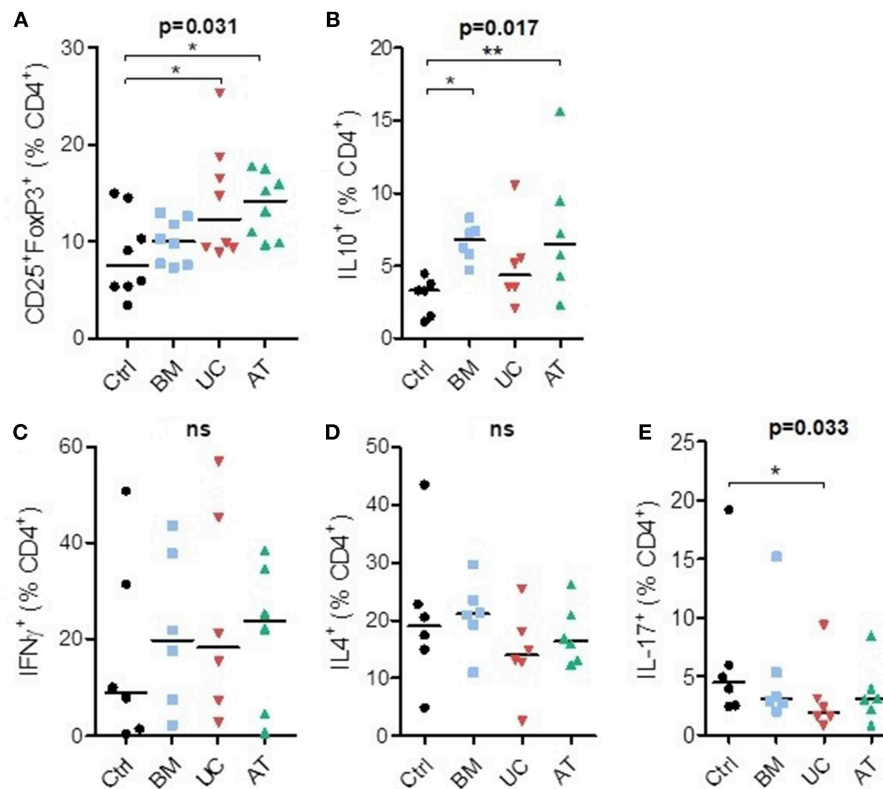 A
p=0.031
*
*
30
20
10
0
CD25⁺FoxP3⁺ (% CD4⁺)
Ctrl
BM
UC
AT
B
p=0.017
**
*
20
15
10
5
0
IL10⁺ (% CD4⁺)
Ctrl
BM
UC
AT
C
ns
60
40
20
0
IFNγ⁺ (% CD4⁺)
Ctrl
BM
UC
AT
D
ns
50
40
30
20
10
0
IL4⁺ (% CD4⁺)
Ctrl
BM
UC
AT
E
p=0.033
*
25
20
15
10
5
0
IL-17⁺ (% CD4⁺)
Ctrl
BM
UC
AT